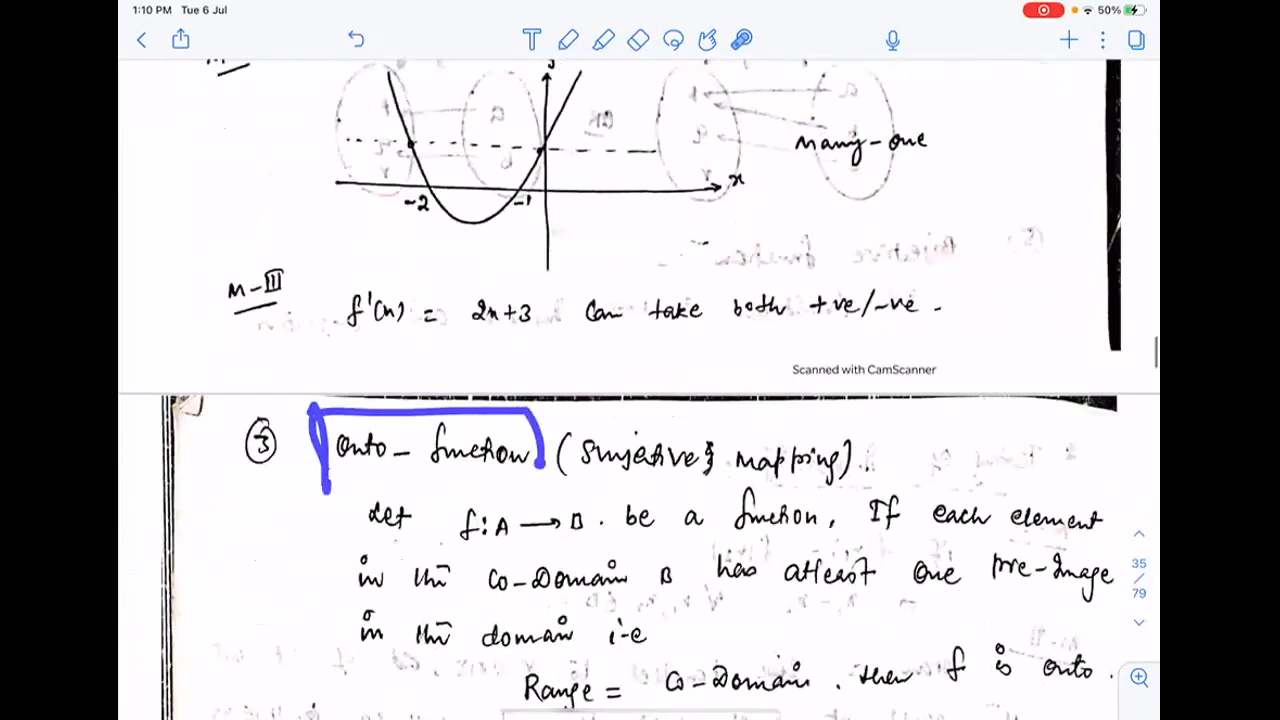 1:10 PM Tue 6 Jul
50%
y
many-one
x
-2
-1
M-III
f'(x) = 2x+3 Can take both +ve/-ve -
Scanned with CamScanner
3 Onto-function (Surjective mapping).
Let f:A → B. be a function, If each element
in the Co-Domain B has atleast one pre-Image
in the domain i-e
Range = Co-Domain. then f is onto.
35
/
79